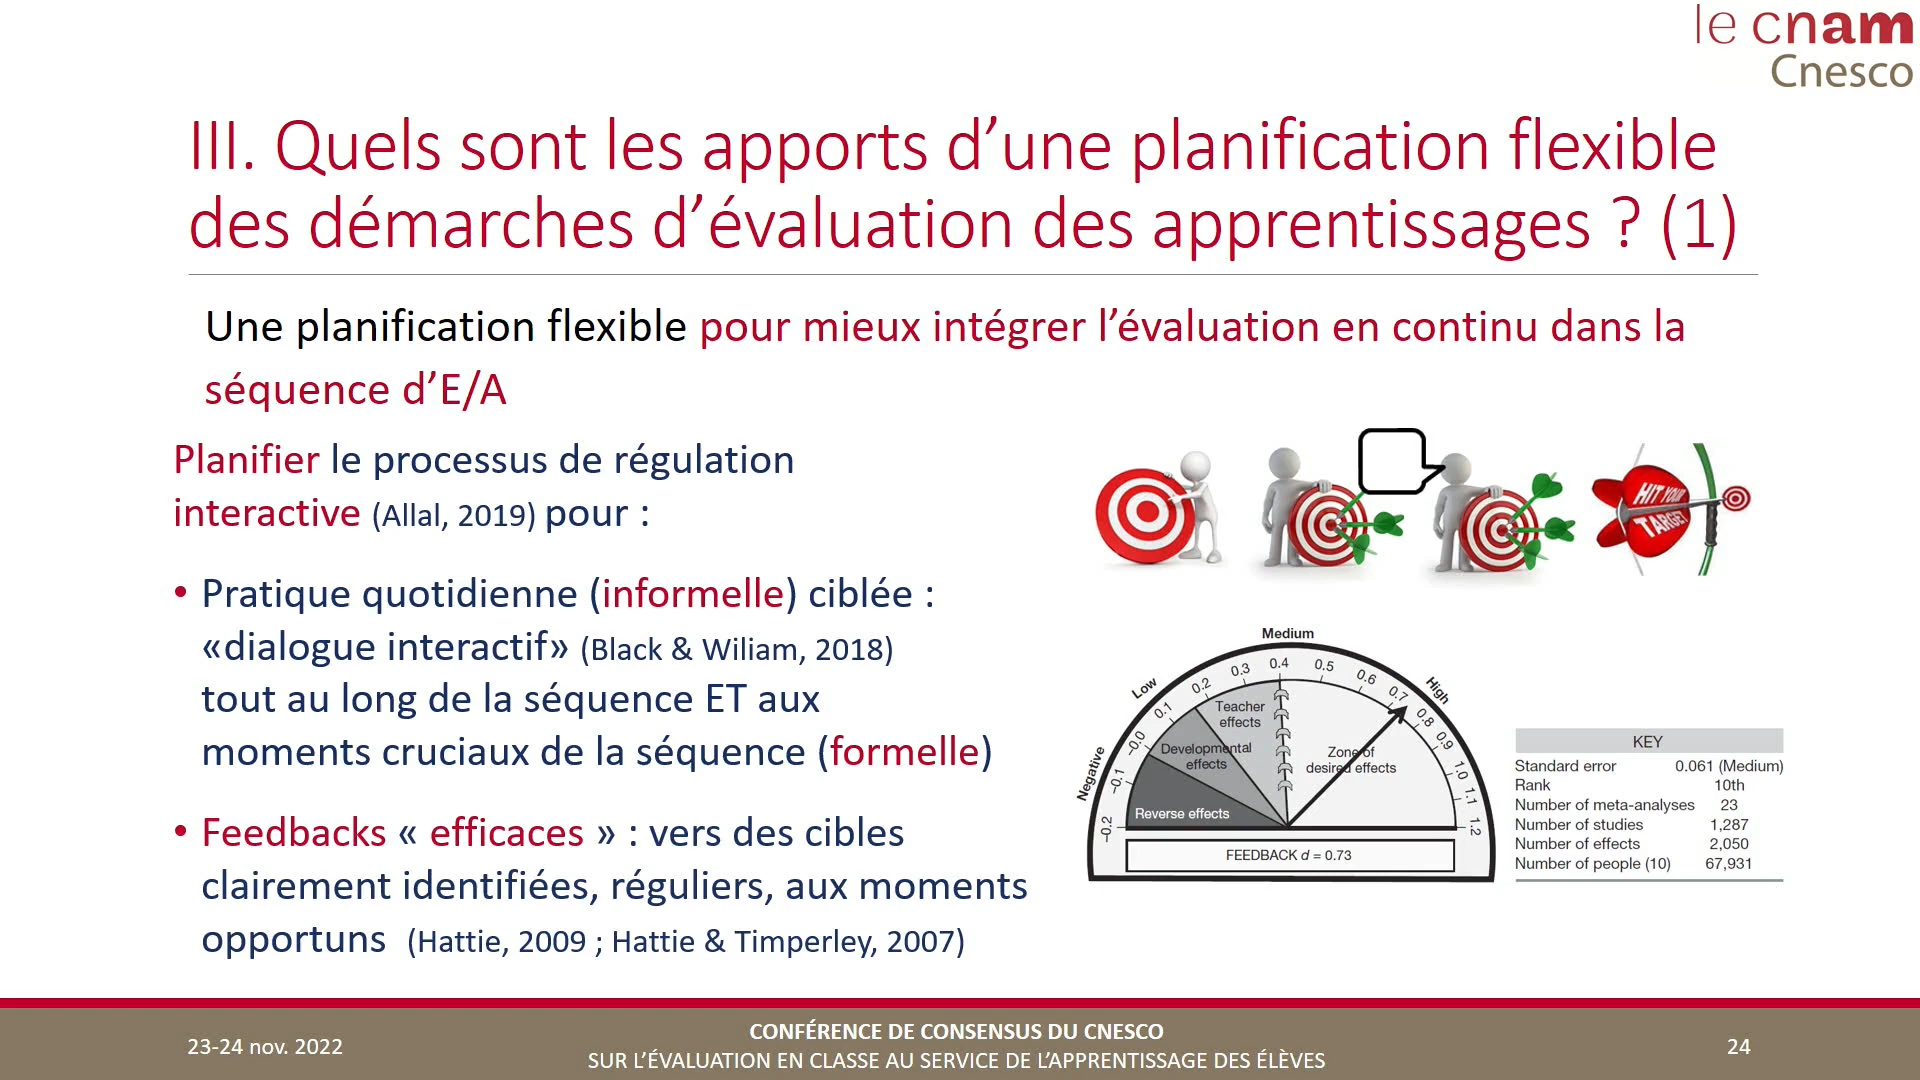 le cnam
Cnesco
III. Quels sont les apports d’une planification flexible
des démarches d’évaluation des apprentissages ? (1)
Une planification flexible pour mieux intégrer l’évaluation en continu dans la
séquence d’E/A
Planifier le processus de régulation
interactive (Allal, 2019) pour :
• Pratique quotidienne (informelle) ciblée :
«dialogue interactif» (Black & Wiliam, 2018)
tout au long de la séquence ET aux
moments cruciaux de la séquence (formelle)
• Feedbacks « efficaces » : vers des cibles
clairement identifiées, réguliers, aux moments
opportuns (Hattie, 2009 ; Hattie & Timperley, 2007)
HIT YOUR
TARGET
Medium
Low
High
Negative
-0.2
-0.1
-0.0
0.1
0.2
0.3
0.4
0.5
0.6
0.7
0.8
0.9
1.0
1.1
1.2
Teacher
effects
Developmental
effects
Zone of
desired effects
Reverse effects
FEEDBACK d = 0.73
KEY
Standard error 0.061 (Medium)
Rank 10th
Number of meta-analyses 23
Number of studies 1,287
Number of effects 2,050
Number of people (10) 67,931
23-24 nov. 2022
CONFÉRENCE DE CONSENSUS DU CNESCO
SUR L’ÉVALUATION EN CLASSE AU SERVICE DE L’APPRENTISSAGE DES ÉLÈVES
24